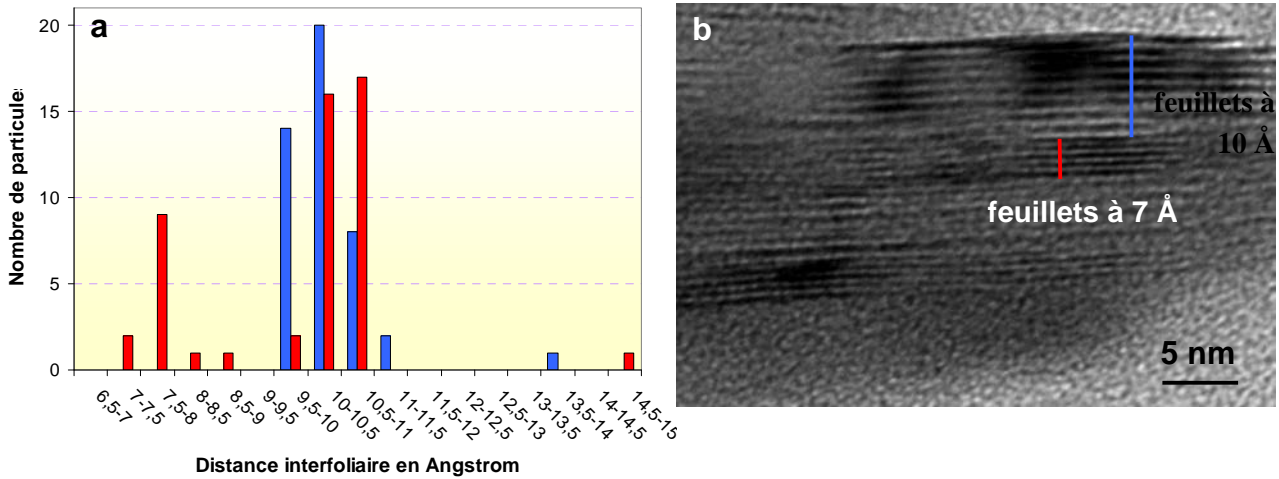 a
Nombre de particules
20
15
10
5
0
6,5-7
7-7,5
7,5-8
8-8,5
8,5-9
9-9,5
9,5-10
10-10,5
10,5-11
11-11,5
11,5-12
12-12,5
12,5-13
13-13,5
13,5-14
14-14,5
14,5-15
Distance interfoliaire en Angstrom
b
feuillets à
10 Å
feuillets à 7 Å
5 nm